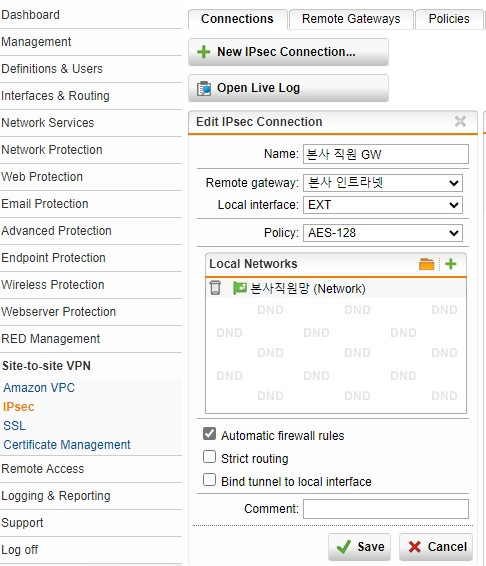 Dashboard
Management
Definitions & Users
Interfaces & Routing
Network Services
Network Protection
Web Protection
Email Protection
Advanced Protection
Endpoint Protection
Wireless Protection
Webserver Protection
RED Management
Site-to-site VPN
Amazon VPC
IPsec
SSL
Certificate Management
Remote Access
Logging & Reporting
Support
Log off
Connections Remote Gateways Policies
New IPsec Connection...
Open Live Log
Edit IPsec Connection
Name: 본사 직원 GW
Remote gateway: 본사 인트라넷
Local interface: EXT
Policy: AES-128
Local Networks
본사직원망 (Network)
DND DND DND
DND DND
DND DND DND
DND DND
DND DND DND
Automatic firewall rules
Strict routing
Bind tunnel to local interface
Comment:
Save Cancel